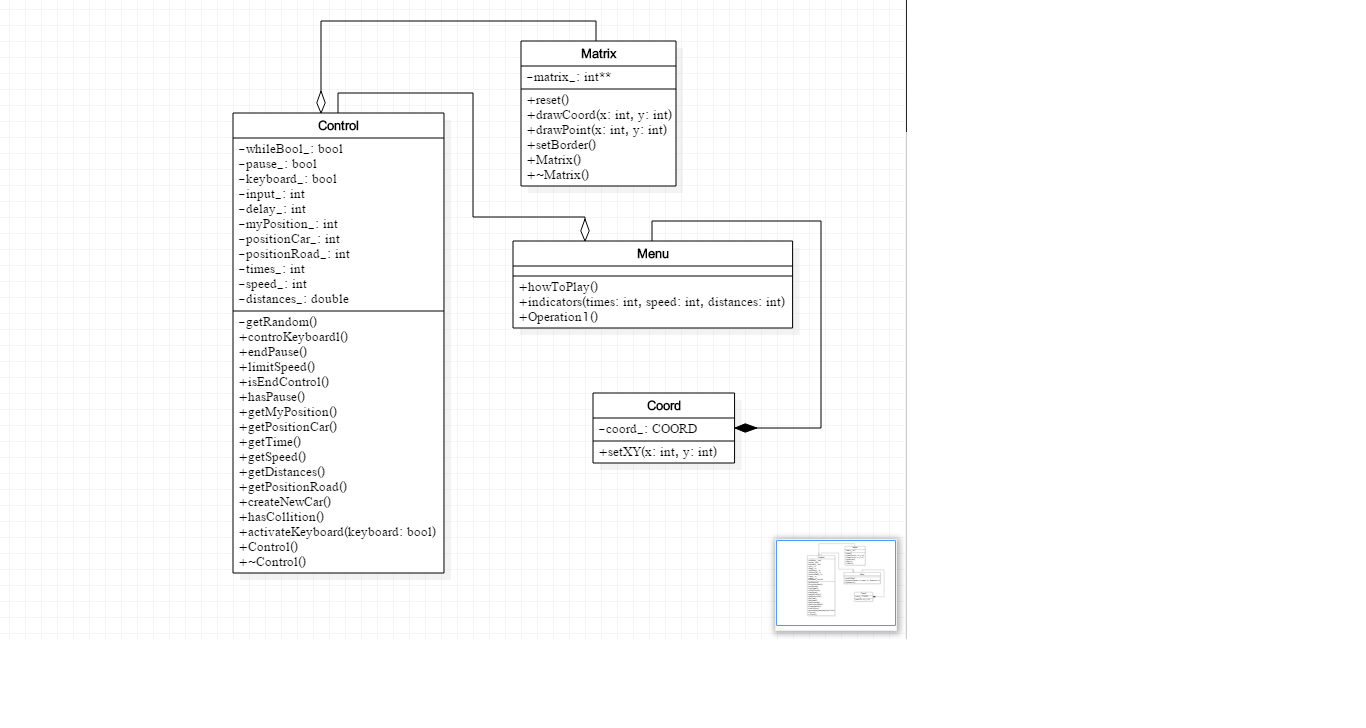 Matrix
-matrix_: int**
+reset()
+drawCoord(x: int, y: int)
+drawPoint(x: int, y: int)
+setBorder()
+Matrix()
+~Matrix()
Control
-whileBool_: bool
-pause_: bool
-keyboard_: bool
-input_: int
-delay_: int
-myPosition_: int
-positionCar_: int
-positionRoad_: int
-times_: int
-speed_: int
-distances_: double
-getRandom()
+controKeyboard1()
+endPause()
+limitSpeed()
+isEndControl()
+hasPause()
+getMyPosition()
+getPositionCar()
+getTime()
+getSpeed()
+getDistances()
+getPositionRoad()
+createNewCar()
+hasCollition()
+activateKeyboard(keyboard: bool)
+Control()
+~Control()
Menu
+howToPlay()
+indicators(times: int, speed: int, distances: int)
+Operation1()
Coord
-coord_: COORD
+setXY(x: int, y: int)